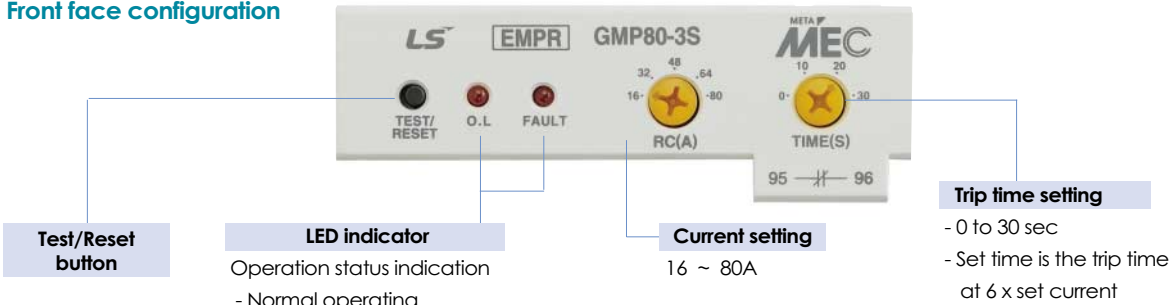 Front face configuration
LS EMPR GMP80-3S META MEC
16 32 48 64 80
0 10 20 30
TEST/
RESET
O.L
FAULT
RC(A)
TIME(S)
95 96
Test/Reset
button
LED indicator
Operation status indication
- Normal operating
Current setting
16 ~ 80A
Trip time setting
- 0 to 30 sec
- Set time is the trip time
at 6 x set current